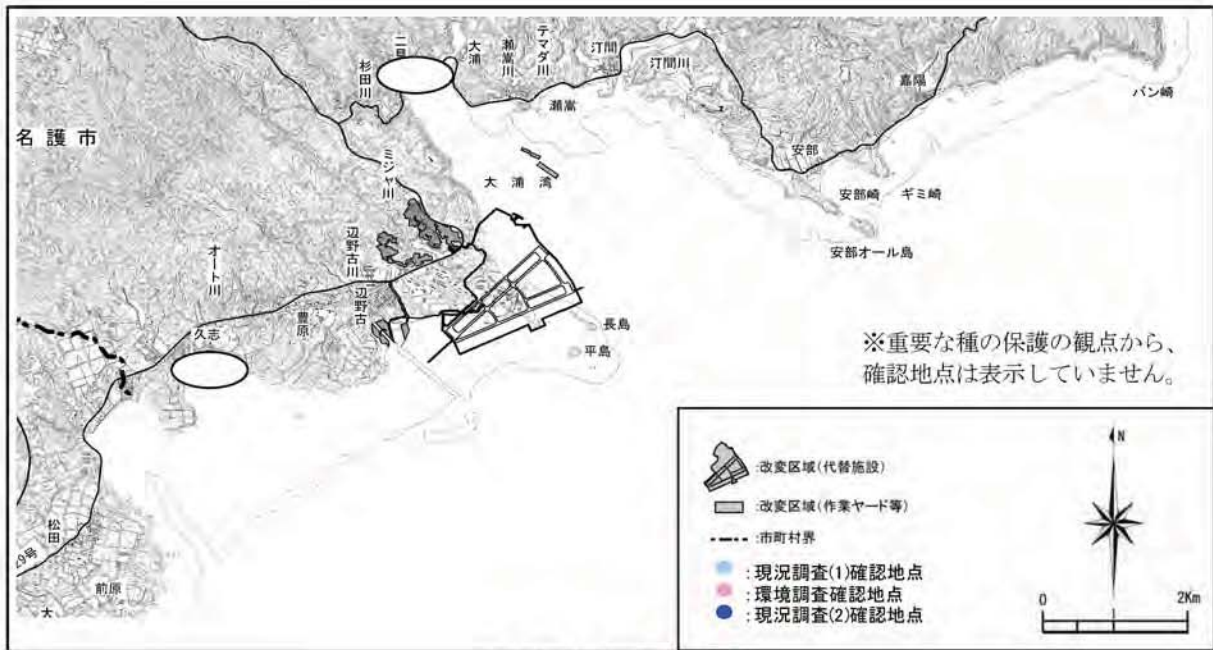 二見
大浦
瀬嵩川
テマダ川
汀間
汀間川
嘉陽
バン崎
杉田川
瀬嵩
名護市
安部
ミジャ川
大浦湾
安部崎
ギミ崎
安部オール島
オート川
辺野古川
辺野古
久志
豊原
長島
平島
※重要な種の保護の観点から、
確認地点は表示していません。
松田
29号
前原
:改変区域(代替施設)
:改変区域(作業ヤード等)
:市町村界
:現況調査(1)確認地点
:環境調査確認地点
:現況調査(2)確認地点
N
0 2Km